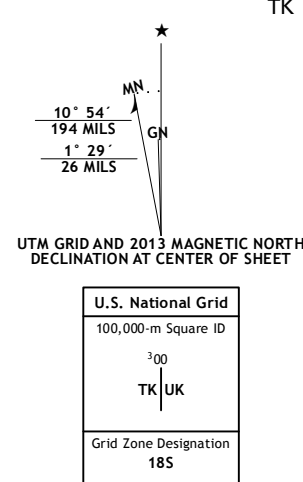 TK
★
MN
10° 54´
194 MILS
GN
1° 29´
26 MILS
UTM GRID AND 2013 MAGNETIC NORTH
DECLINATION AT CENTER OF SHEET
U.S. National Grid
100,000-m Square ID
³00
TK UK
Grid Zone Designation
18S